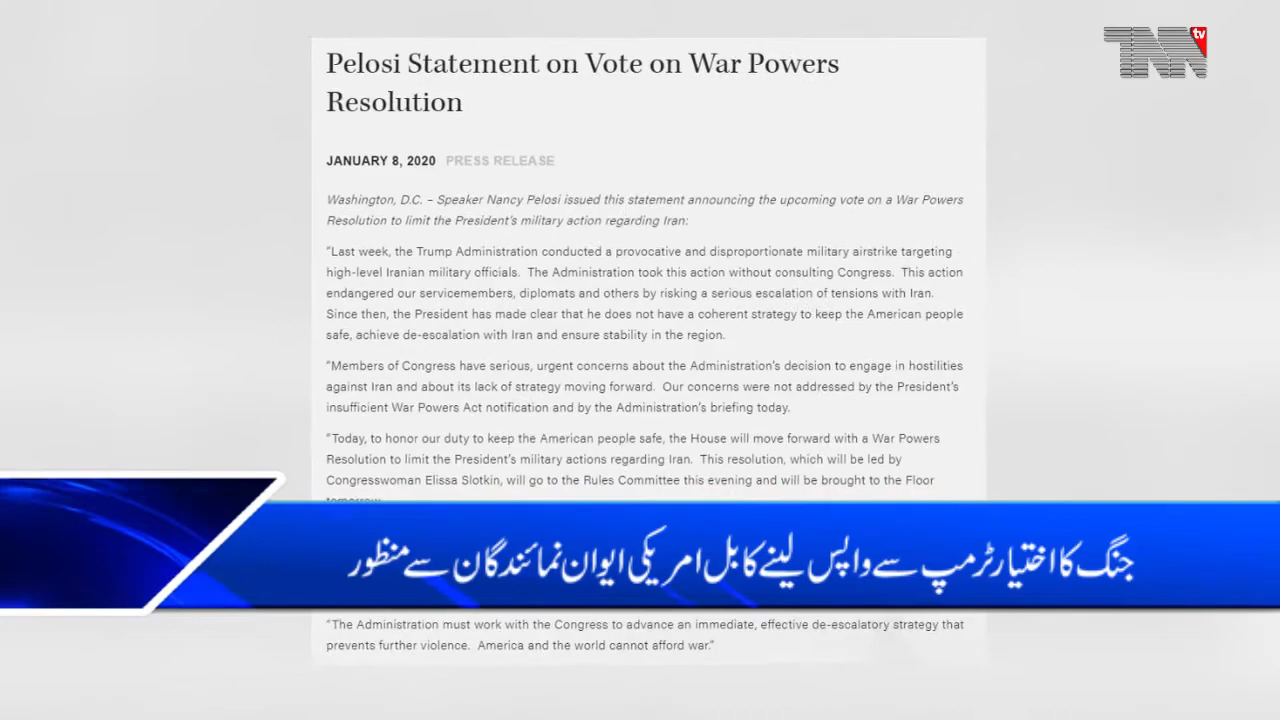 TNN tv
Pelosi Statement on Vote on War Powers
Resolution
JANUARY 8, 2020 PRESS RELEASE
Washington, D.C. – Speaker Nancy Pelosi issued this statement announcing the upcoming vote on a War Powers
Resolution to limit the President's military action regarding Iran:
“Last week, the Trump Administration conducted a provocative and disproportionate military airstrike targeting
high-level Iranian military officials. The Administration took this action without consulting Congress. This action
endangered our servicemembers, diplomats and others by risking a serious escalation of tensions with Iran.
Since then, the President has made clear that he does not have a coherent strategy to keep the American people
safe, achieve de-escalation with Iran and ensure stability in the region.
“Members of Congress have serious, urgent concerns about the Administration's decision to engage in hostilities
against Iran and about its lack of strategy moving forward. Our concerns were not addressed by the President's
insufficient War Powers Act notification and by the Administration's briefing today.
“Today, to honor our duty to keep the American people safe, the House will move forward with a War Powers
Resolution to limit the President's military actions regarding Iran. This resolution, which will be led by
Congresswoman Elissa Slotkin, will go to the Rules Committee this evening and will be brought to the Floor
جنگ کا اختیار ٹرمپ سے واپس لینے کا بل امریکی ایوان نمائندگان سے منظور
“The Administration must work with the Congress to advance an immediate, effective de-escalatory strategy that
prevents further violence. America and the world cannot afford war.”